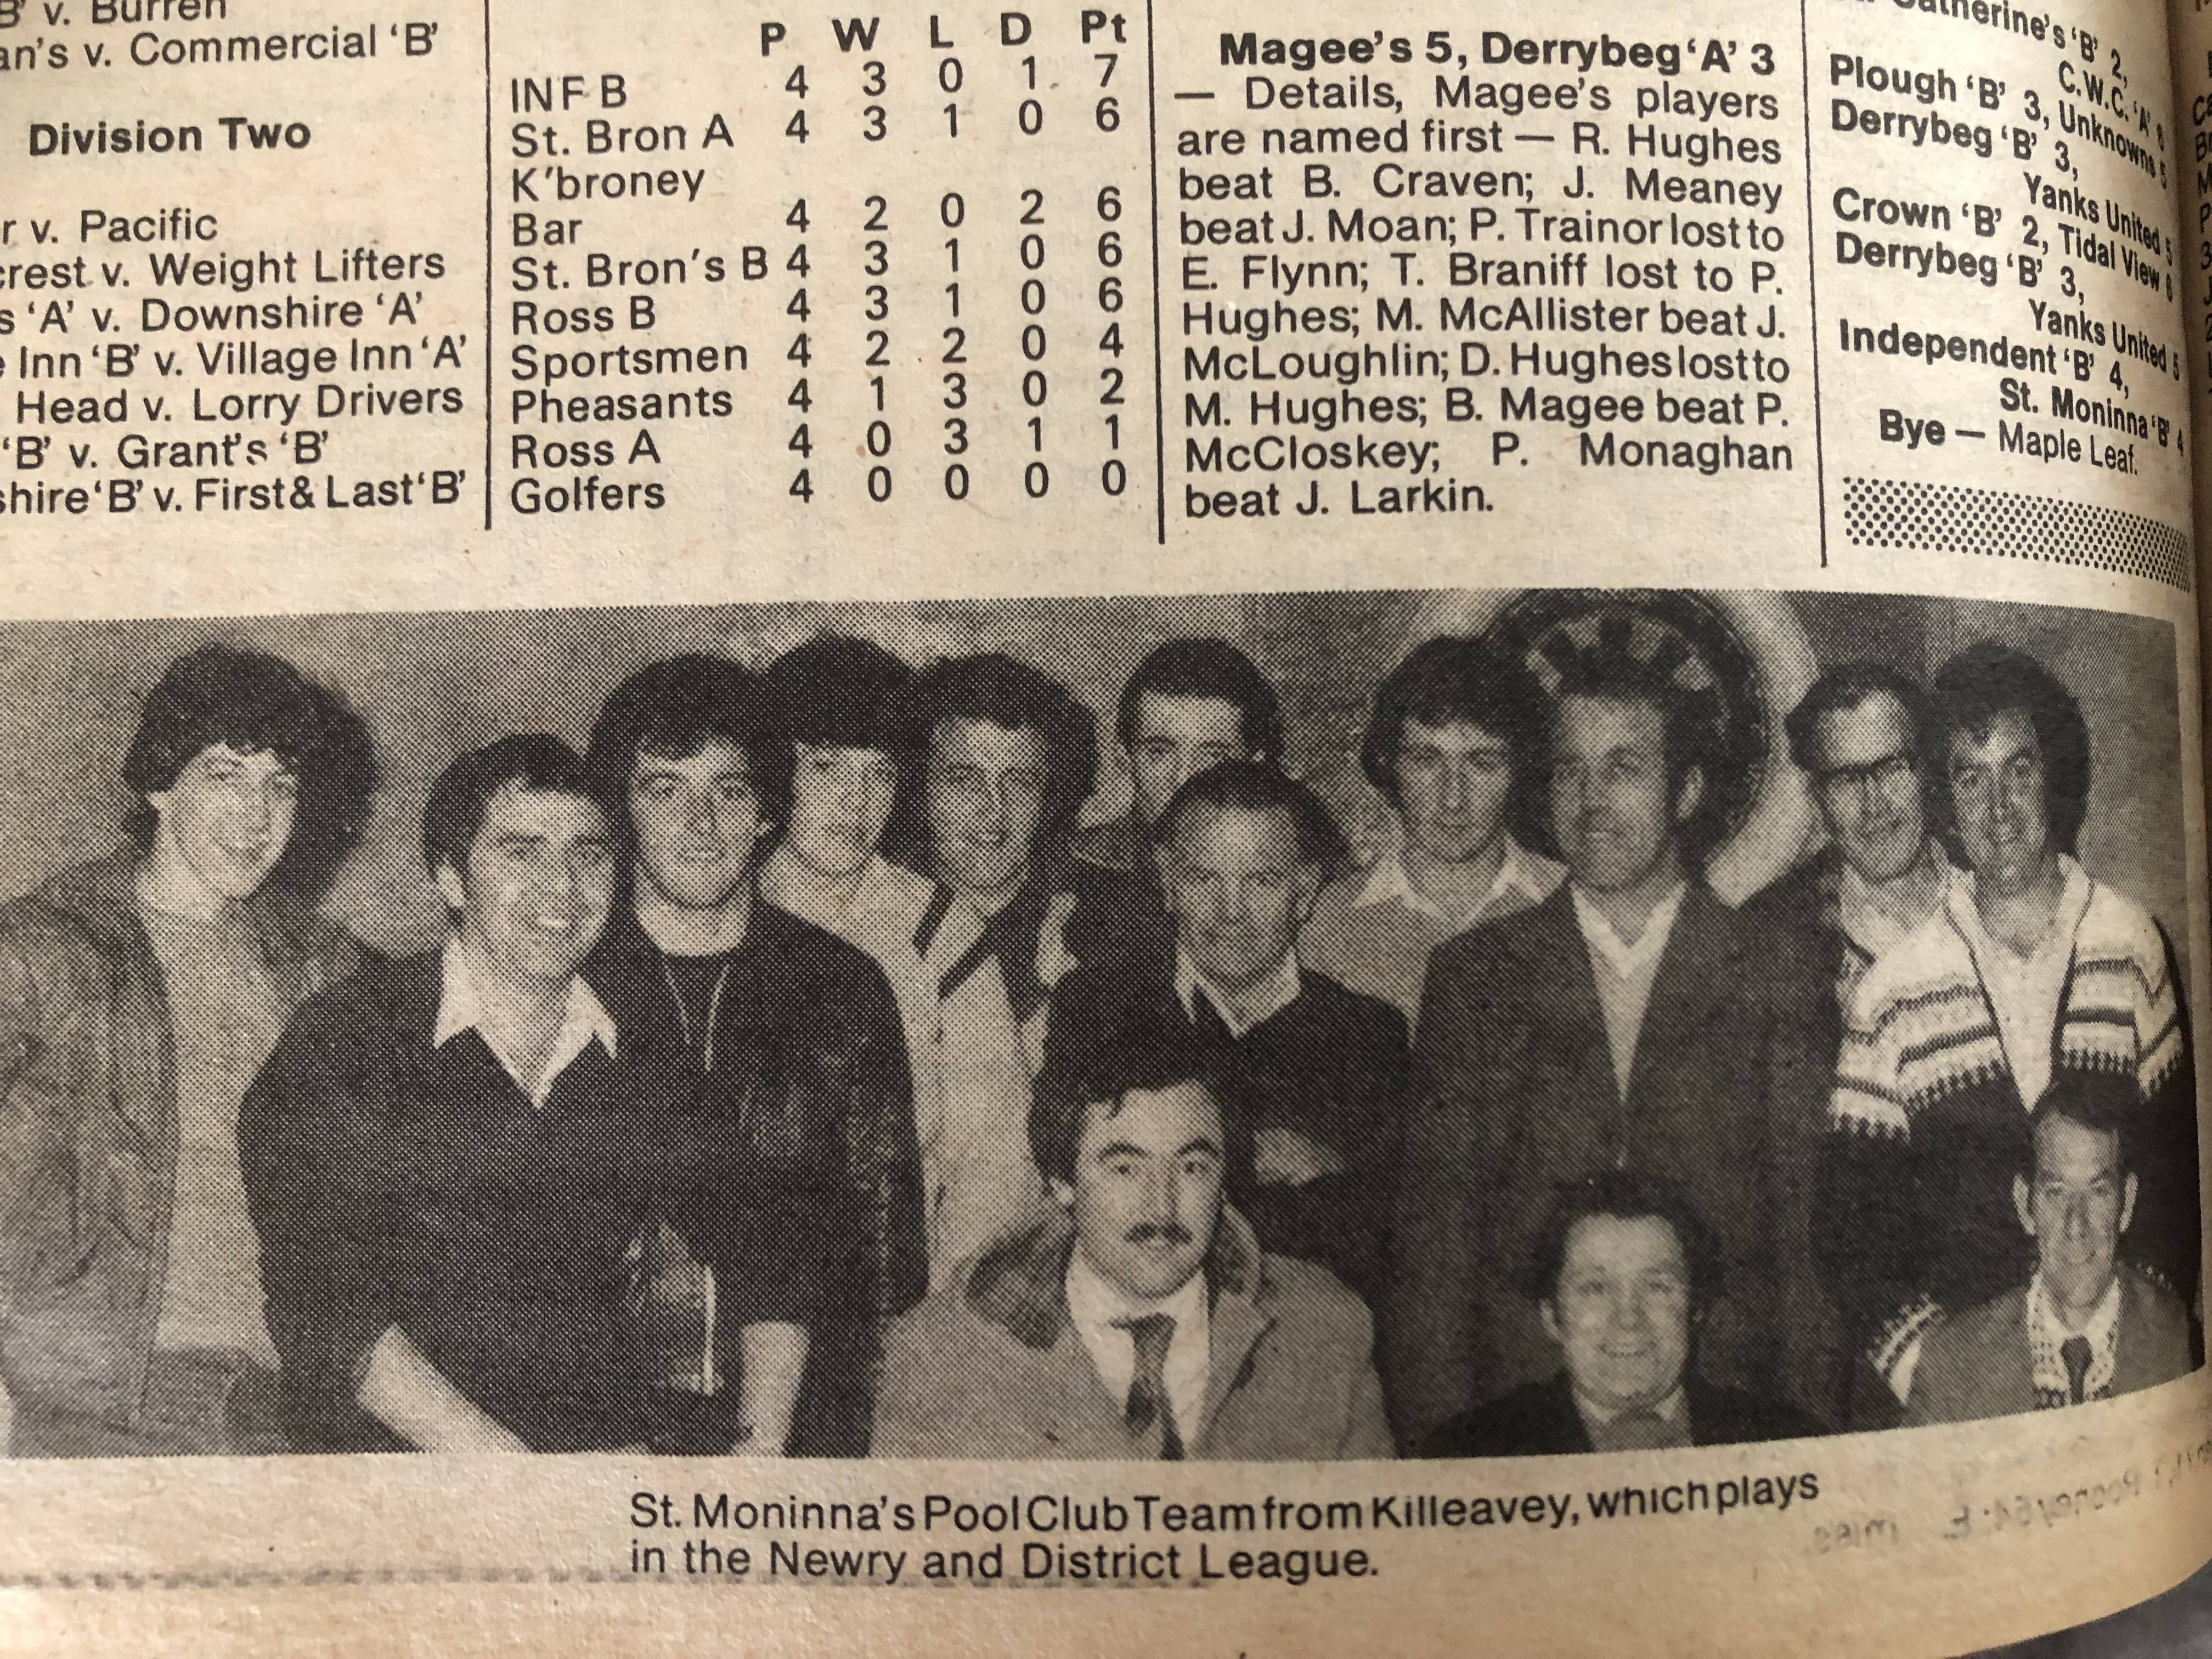 v. Burren
an's v. Commercial 'B'
Division Two
r v. Pacific
crest v. Weight Lifters
s 'A' v. Downshire 'A'
e Inn 'B' v. Village Inn 'A'
Head v. Lorry Drivers
'B' v. Grant's 'B'
shire 'B' v. First & Last 'B'
P W L D Pt
INF B 4 3 0 1 7
St. Bron A 4 3 1 0 6
K'broney
Bar 4 2 0 2 6
St. Bron's B 4 3 1 0 6
Ross B 4 3 1 0 6
Sportsmen 4 2 2 0 4
Pheasants 4 1 3 0 2
Ross A 4 0 3 1 1
Golfers 4 0 0 0 0
Magee's 5, Derrybeg 'A' 3
— Details, Magee's players
are named first — R. Hughes
beat B. Craven; J. Meaney
beat J. Moan; P. Trainor lost to
E. Flynn; T. Braniff lost to P.
Hughes; M. McAllister beat J.
McLoughlin; D. Hughes lost to
M. Hughes; B. Magee beat P.
McCloskey; P. Monaghan
beat J. Larkin.
Catherine's 'B' 2,
C.W.C. 'A' 6
Plough 'B' 3, Unknowns 5
Derrybeg 'B' 3,
Yanks United 5
Crown 'B' 2, Tidal View 6
Derrybeg 'B' 3,
Yanks United 5
Independent 'B' 4,
St. Moninna 'B' 4
Bye — Maple Leaf.
St. Moninna's Pool Club Team from Killeavey, which plays
in the Newry and District League.